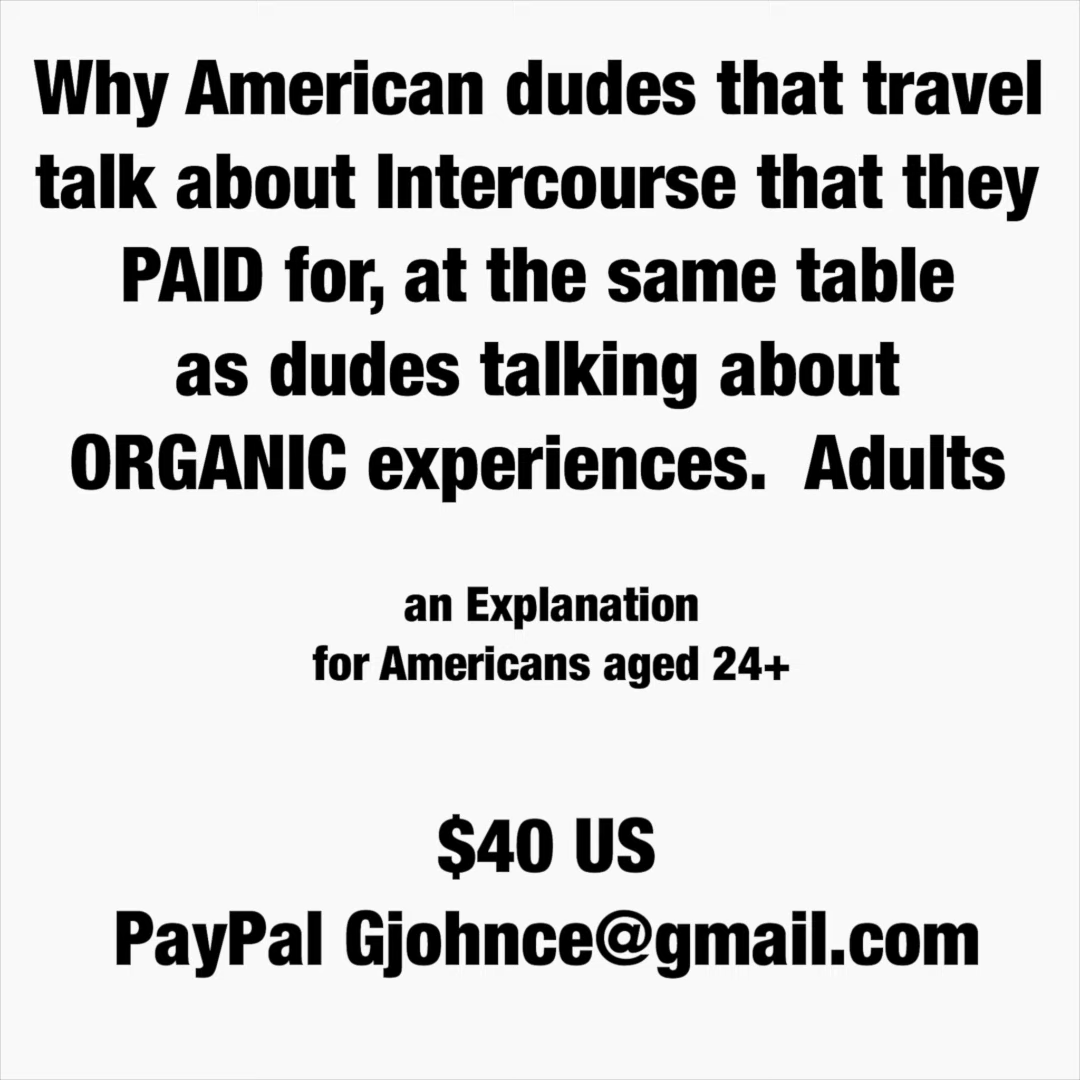 Why American dudes that travel
talk about Intercourse that they
PAID for, at the same table
as dudes talking about
ORGANIC experiences.  Adults
an Explanation
for Americans aged 24+
$40 US
PayPal Gjohnce@gmail.com